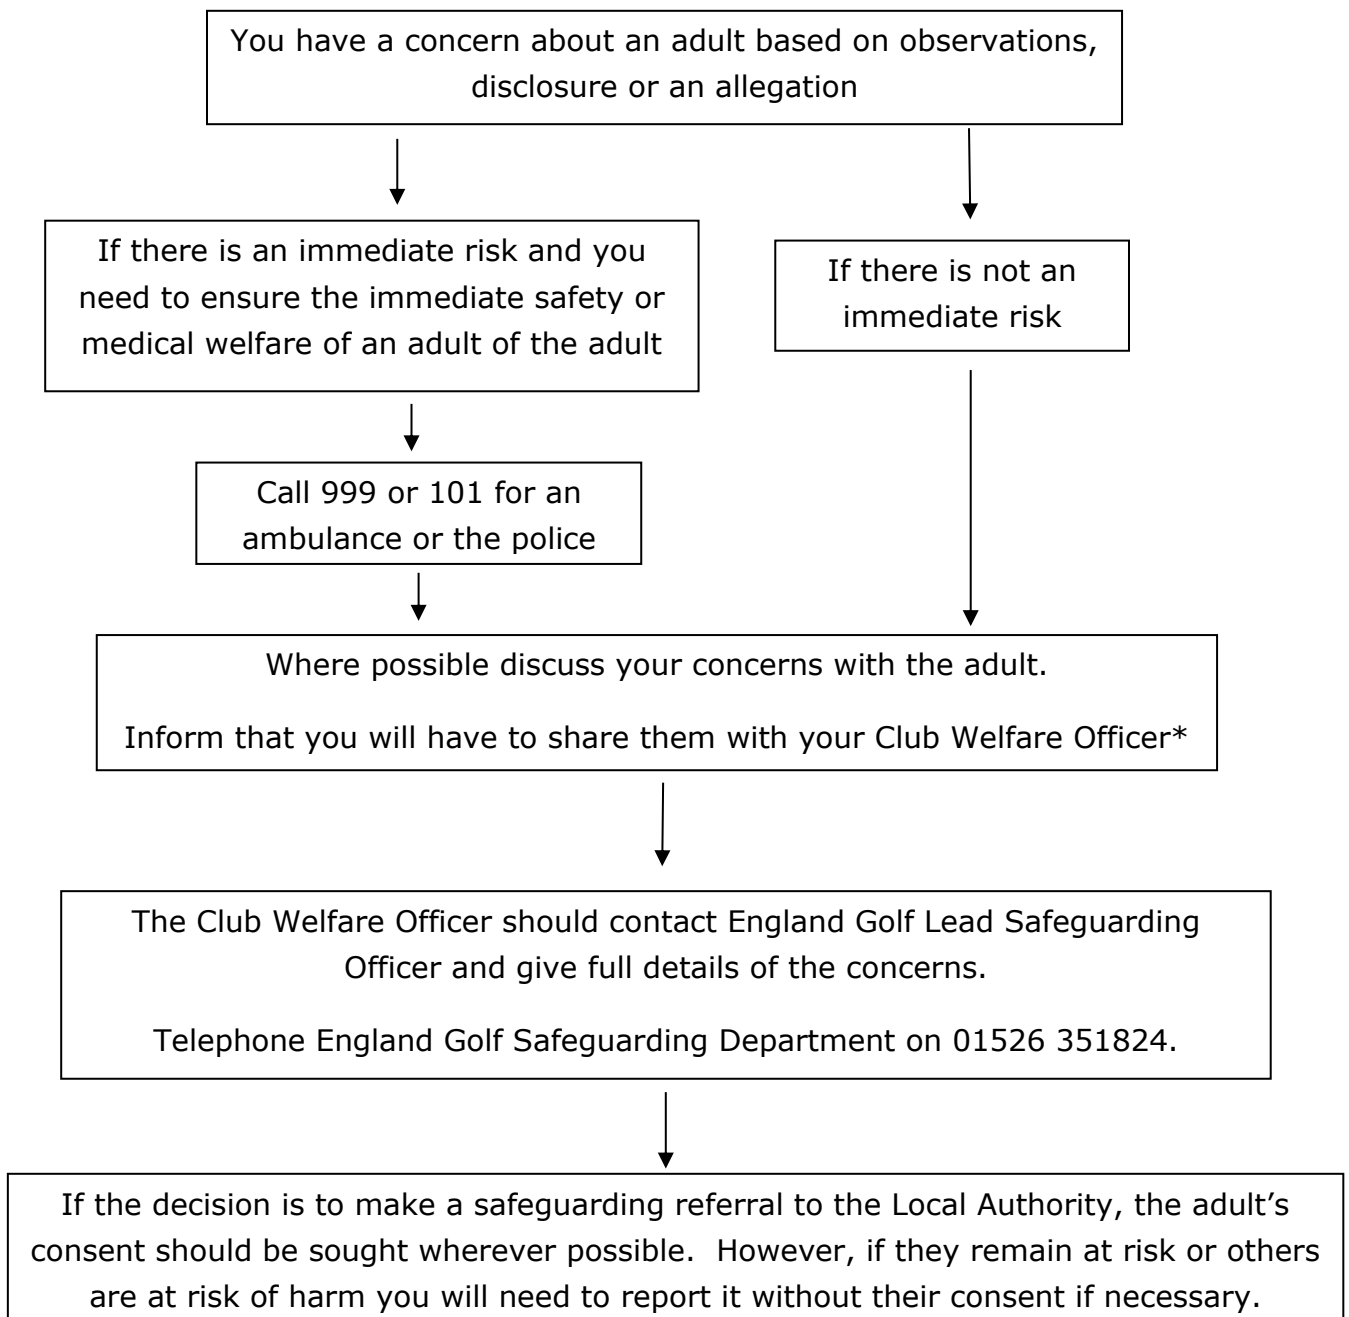 You have a concern about an adult based on observations,
disclosure or an allegation
If there is an immediate risk and you
need to ensure the immediate safety or
medical welfare of an adult of the adult
If there is not an
immediate risk
Call 999 or 101 for an
ambulance or the police
Where possible discuss your concerns with the adult.
Inform that you will have to share them with your Club Welfare Officer*
The Club Welfare Officer should contact England Golf Lead Safeguarding
Officer and give full details of the concerns.
Telephone England Golf Safeguarding Department on 01526 351824.
If the decision is to make a safeguarding referral to the Local Authority, the adult’s
consent should be sought wherever possible.  However, if they remain at risk or others
are at risk of harm you will need to report it without their consent if necessary.